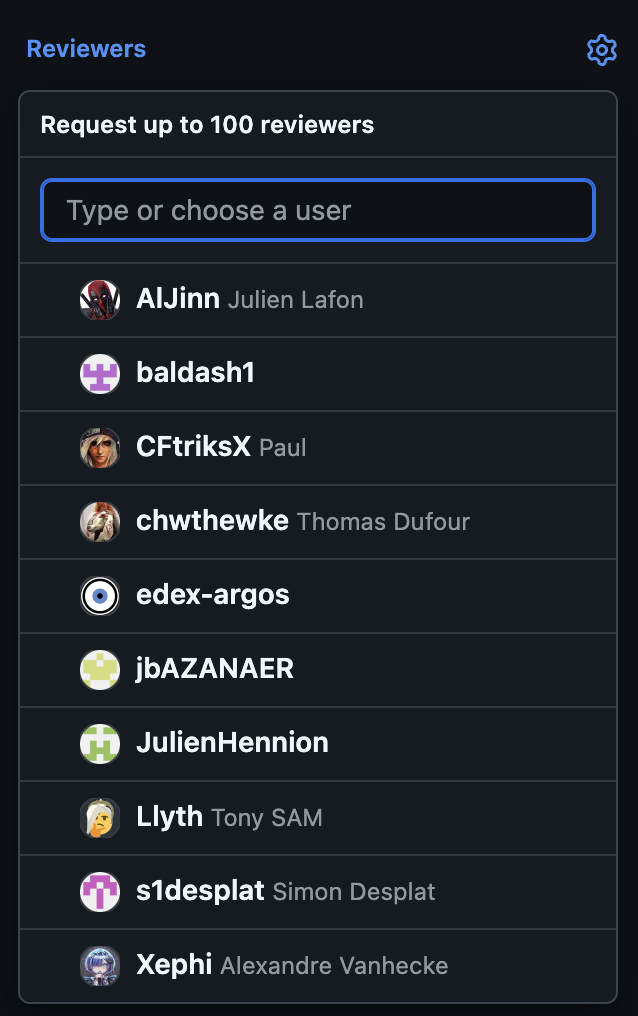 Reviewers
Request up to 100 reviewers
Type or choose a user
AlJinn Julien Lafon
baldash1
CFtriksX Paul
chwthewke Thomas Dufour
edex-argos
jbAZANAER
JulienHennion
Llyth Tony SAM
s1desplat Simon Desplat
Xephi Alexandre Vanhecke